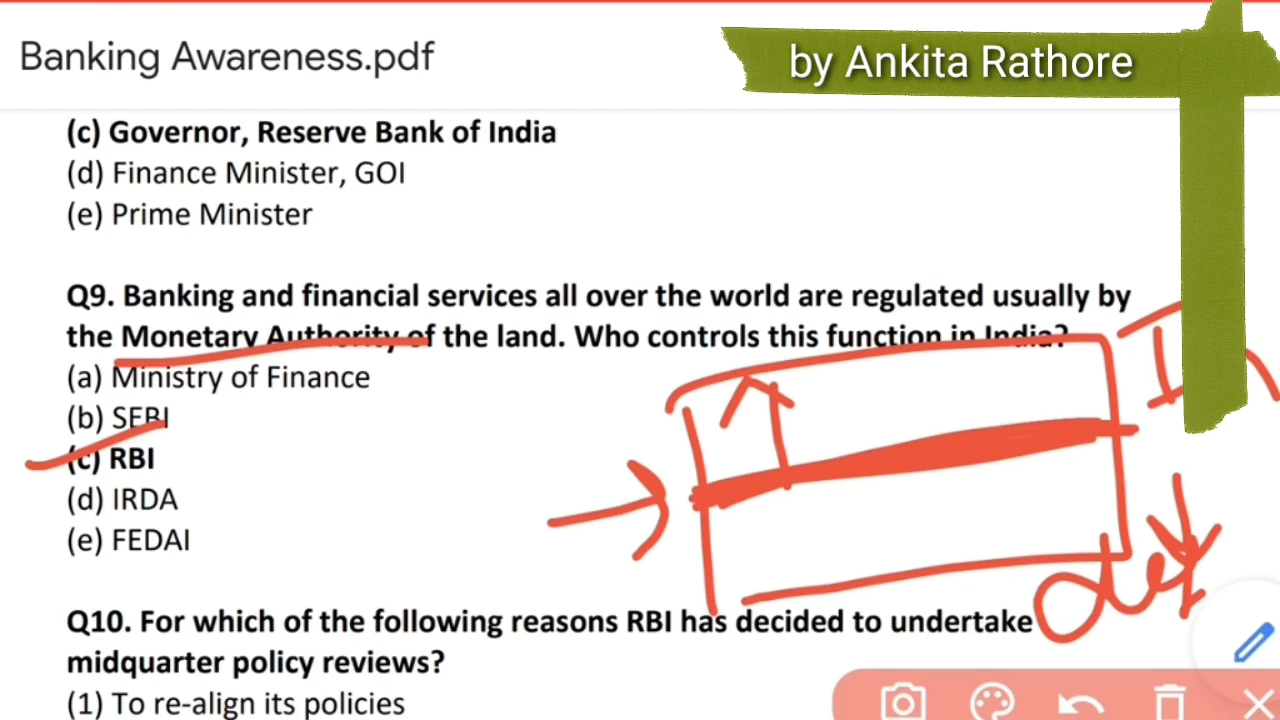 Banking Awareness.pdf
by Ankita Rathore
(c) Governor, Reserve Bank of India
(d) Finance Minister, GOI
(e) Prime Minister
Q9. Banking and financial services all over the world are regulated usually by
the Monetary Authority of the land. Who controls this function in India?
(a) Ministry of Finance
(b) SEBI
(c) RBI
(d) IRDA
(e) FEDAI
Q10. For which of the following reasons RBI has decided to undertake
midquarter policy reviews?
(1) To re-align its policies